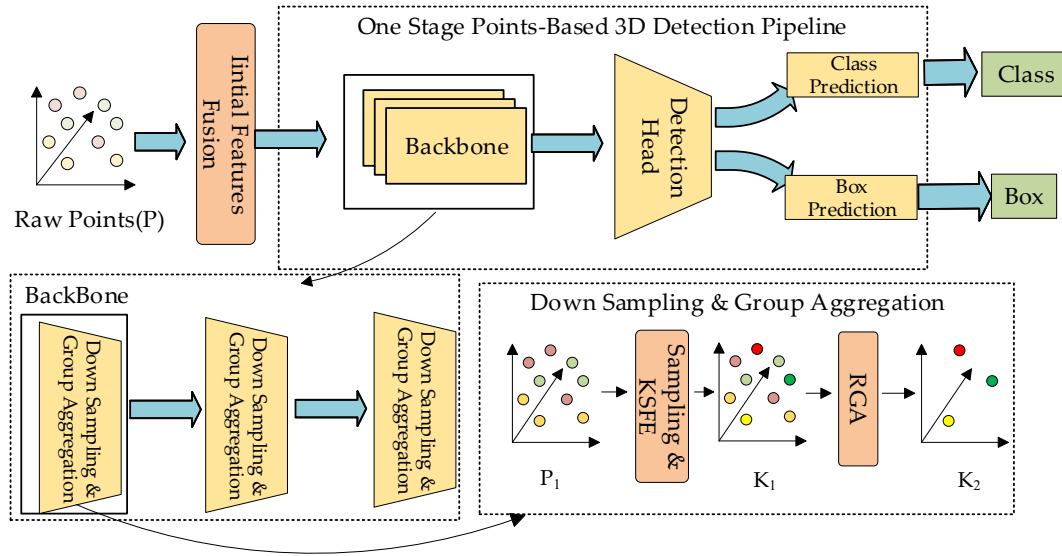 One Stage Points-Based 3D Detection Pipeline
Raw Points(P)
Iintial Features
Fusion
Backbone
Detection
Head
Class
Prediction
Class
Box
Prediction
Box
BackBone
Down Sampling &
Group Aggregation
Down Sampling &
Group Aggregation
Down Sampling &
Group Aggregation
Down Sampling & Group Aggregation
Sampling &
KSFE
RGA
P₁
K₁
K₂